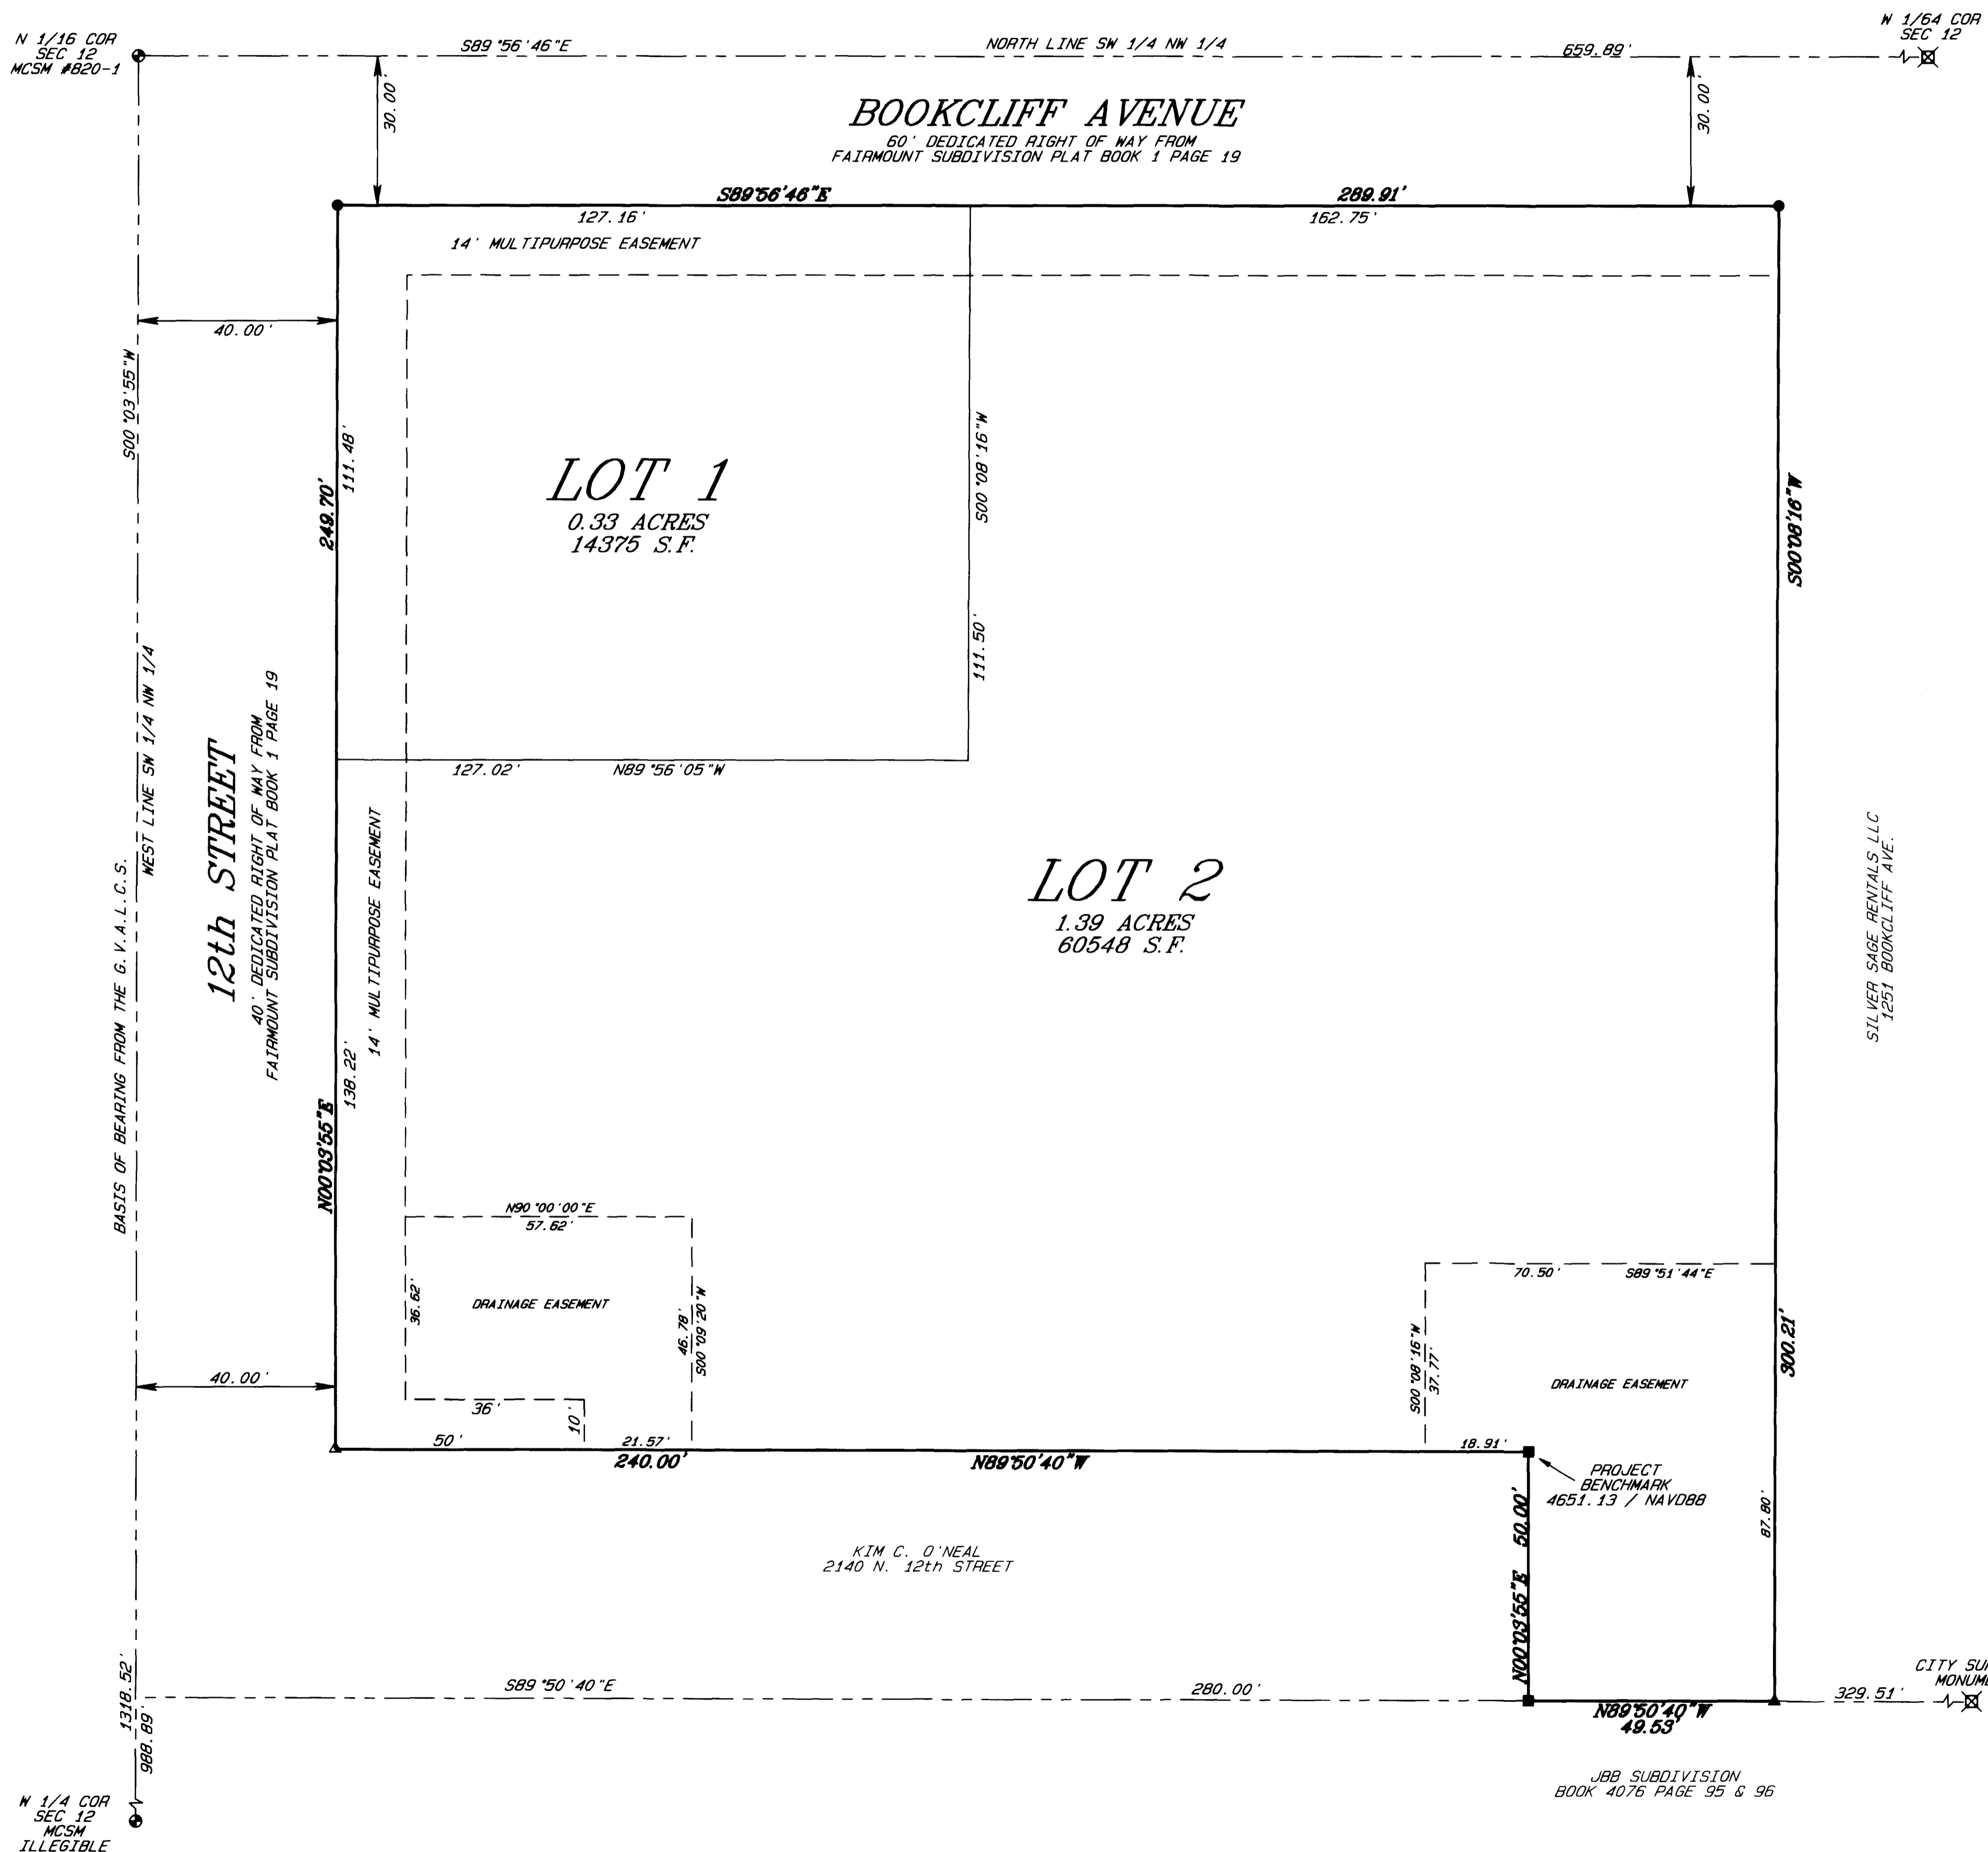 N 1/16 COR
SEC 12
MCSM #820-1
S89°56'46"E
NORTH LINE SW 1/4 NW 1/4
659.89'
W 1/64 COR
SEC 12
30.00'
30.00'
BOOKCLIFF AVENUE
60' DEDICATED RIGHT OF WAY FROM
FAIRMOUNT SUBDIVISION PLAT BOOK 1 PAGE 19
S89°56'46"E
289.91'
127.16'
162.75'
14' MULTIPURPOSE EASEMENT
40.00'
S00°03'55"W
111.48'
249.70'
LOT 1
0.33 ACRES
14375 S.F.
S00°08'16"W
111.50'
S00°08'16"W
127.02'
N89°56'05"W
WEST LINE SW 1/4 NW 1/4
BASIS OF BEARING FROM THE G.V.A.L.C.S.
12th STREET
40' DEDICATED RIGHT OF WAY FROM
FAIRMOUNT SUBDIVISION PLAT BOOK 1 PAGE 19
14' MULTIPURPOSE EASEMENT
138.22'
N00°03'55"E
LOT 2
1.39 ACRES
60548 S.F.
SILVER SAGE RENTALS LLC
1251 BOOKCLIFF AVE.
N90°00'00"E
57.62'
36.62'
DRAINAGE EASEMENT
46.78'
S00°09'20"W
36'
10'
70.50'
S89°51'44"E
S00°08'16"W
37.77'
DRAINAGE EASEMENT
300.21'
40.00'
50'
21.57'
18.91'
240.00'
N89°50'40"W
PROJECT
BENCHMARK
4651.13 / NAVD88
N00°03'55"E 50.00'
87.80'
KIM C. O'NEAL
2140 N. 12th STREET
1318.52'
988.89'
S89°50'40"E
280.00'
N89°50'40"W
49.53'
329.51'
CITY SU
MONUM
JBB SUBDIVISION
BOOK 4076 PAGE 95 & 96
W 1/4 COR
SEC 12
MCSM
ILLEGIBLE